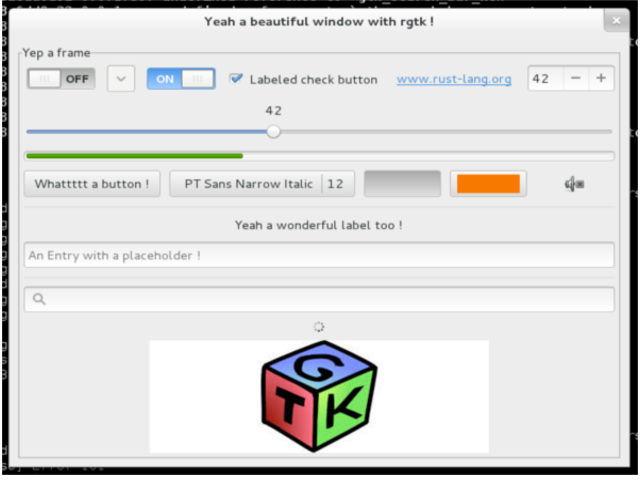 Yeah a beautiful window with rgtk !
Yep a frame
OFF ON Labeled check button www.rust-lang.org 42 − +
42
Whattttt a button ! PT Sans Narrow Italic 12
Yeah a wonderful label too !
An Entry with a placeholder !
G
T K